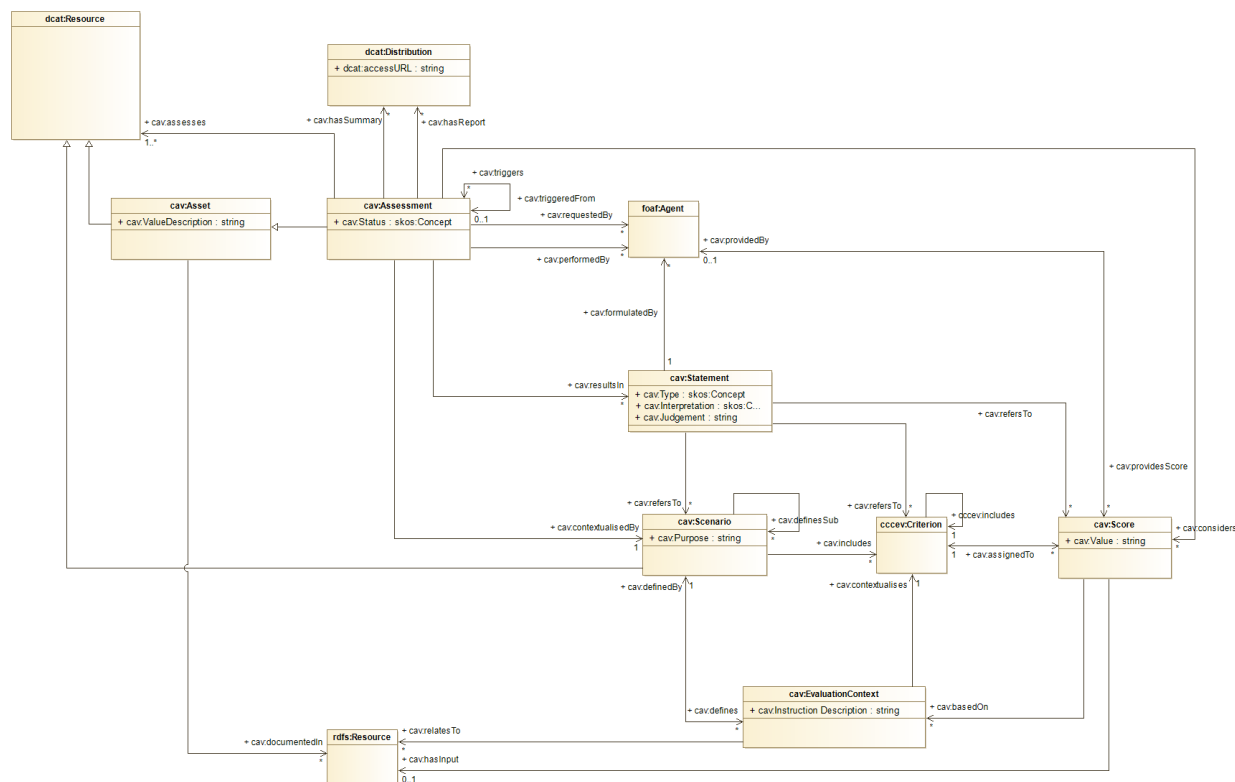 dcat:Resource
dcat:Distribution
+ dcat:accessURL : string
+ cav:assesses
1..*
+ cav:hasSummary
*
+ cav:hasReport
*
+ cav:triggers
*
+ cav:triggeredFrom
0..1
cav:Asset
+ cav:ValueDescription : string
cav:Assessment
+ cav:Status : skos:Concept
+ cav:requestedBy
*
+ cav:performedBy
*
foaf:Agent
+ cav:providedBy
0..1
*
+ cav:formulatedBy
1
+ cav:resultsIn
*
cav:Statement
+ cav:Type : skos:Concept
+ cav:Interpretation : skos:C...
+ cav:Judgement : string
+ cav:refersTo
*
+ cav:providesScore
*
+ cav:refersTo
*
+ cav:refersTo
*
+ cav:contextualisedBy
1
cav:Scenario
+ cav:Purpose : string
+ cav:definesSub
*
+ cav:includes
*
cccev:Criterion
+ cccev:includes
1
1
+ cav:assignedTo
*
cav:Score
+ cav:Value : string
+ cav:considers
*
+ cav:definedBy
1
+ cav:contextualises
1
cav:EvaluationContext
+ cav:Instruction Description : string
+ cav:defines
*
+ cav:basedOn
*
+ cav:documentedIn
*
rdfs:Resource
+ cav:relatesTo
*
+ cav:hasInput
0..1